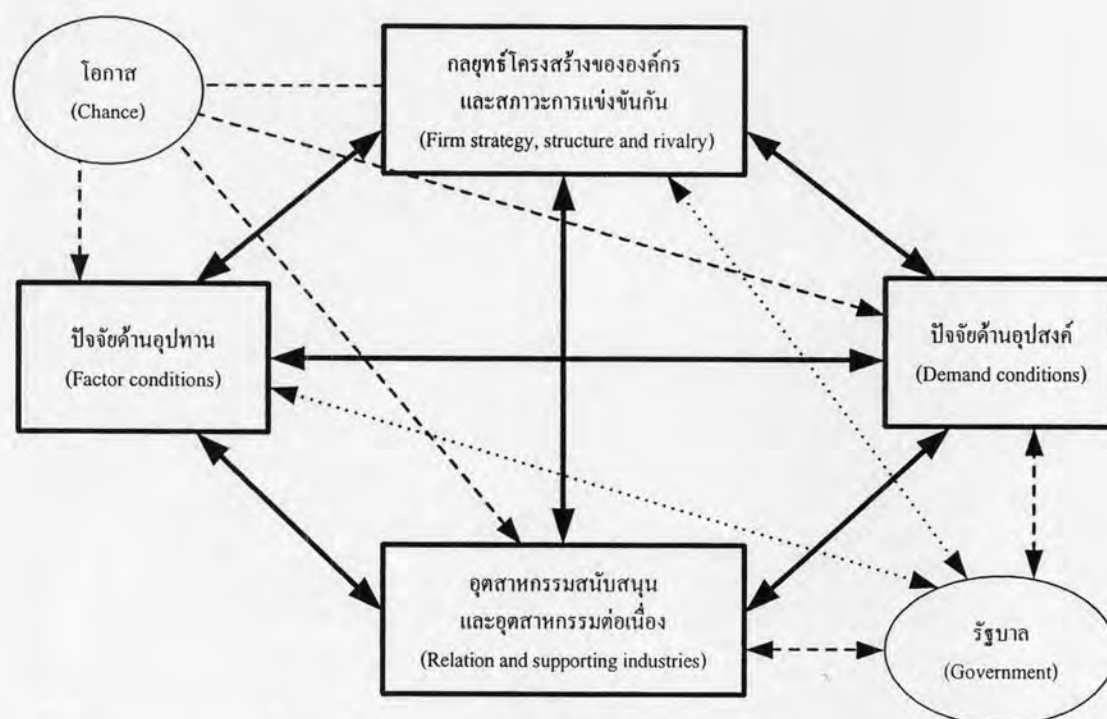 โอกาส
(Chance)
กลยุทธ์โครงสร้างขององค์กร
และสภาวะการแข่งขันกัน
(Firm strategy, structure and rivalry)
ปัจจัยด้านอุปทาน
(Factor conditions)
ปัจจัยด้านอุปสงค์
(Demand conditions)
อุตสาหกรรมสนับสนุน
และอุตสาหกรรมต่อเนื่อง
(Relation and supporting industries)
รัฐบาล
(Government)